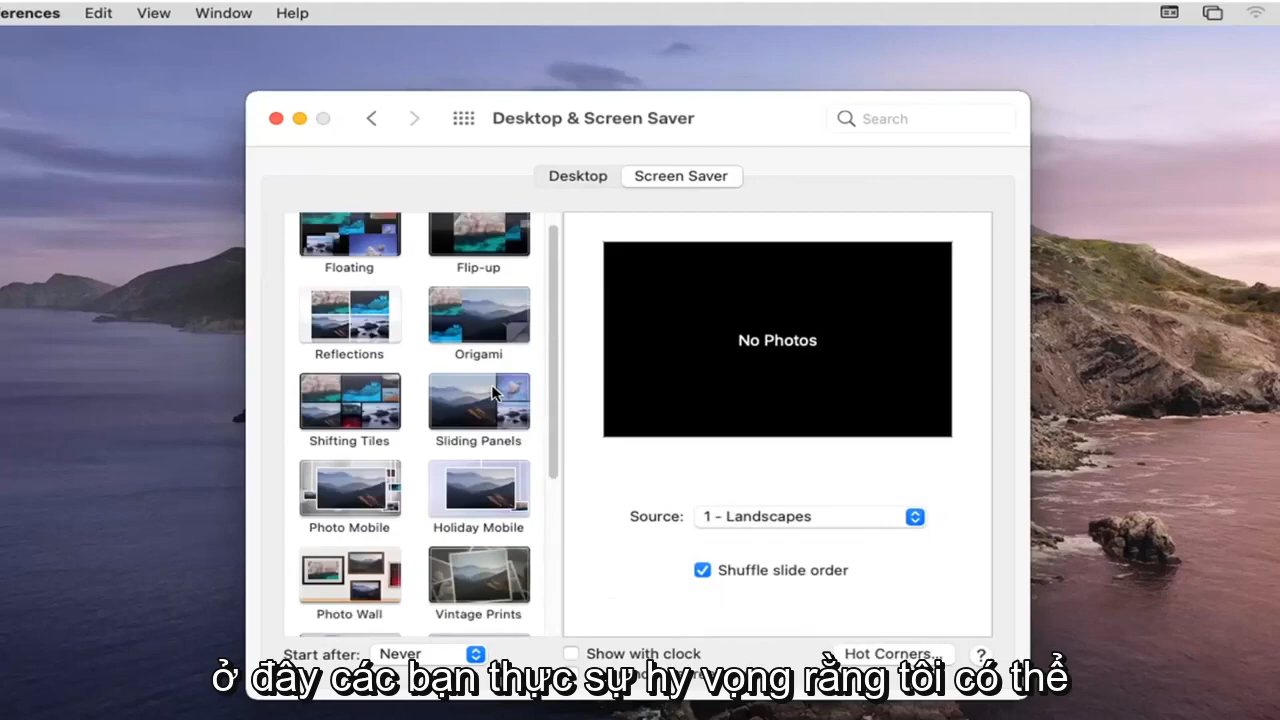 erences Edit View Window Help
Desktop & Screen Saver
Search
Desktop Screen Saver
Floating Flip-up
Reflections Origami
Shifting Tiles Sliding Panels
Photo Mobile Holiday Mobile
Photo Wall Vintage Prints
No Photos
Source: 1 - Landscapes
Shuffle slide order
Start after: Never Show with clock Hot Corners... ?
ở đây các bạn thực sự hy vọng rằng tôi có thể